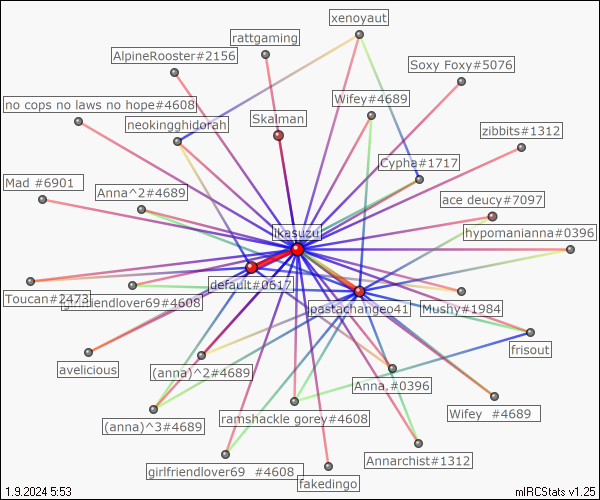 xenoyaut
rattgaming
AlpineRooster#2156
Soxy Foxy#5076
no cops no laws no hope#4608
Wifey#4689
neokingghidorah
Skalman
zibbits#1312
Cypha#1717
Mad #6901
Anna^2#4689
ace deucy#7097
ikasuzu
hypomanianna#0396
default#0617
Toucan#2473
girlfriendlover69#4608
pastachange041
Mushy#1984
frisout
avelicious
(anna)^2#4689
Anna.#0396
(anna)^3#4689
ramshackle gorey#4608
Wifey  #4689
girlfriendlover69  #4608
Annarchist#1312
fakedingo
1.9.2024 5:53
mIRCStats v1.25